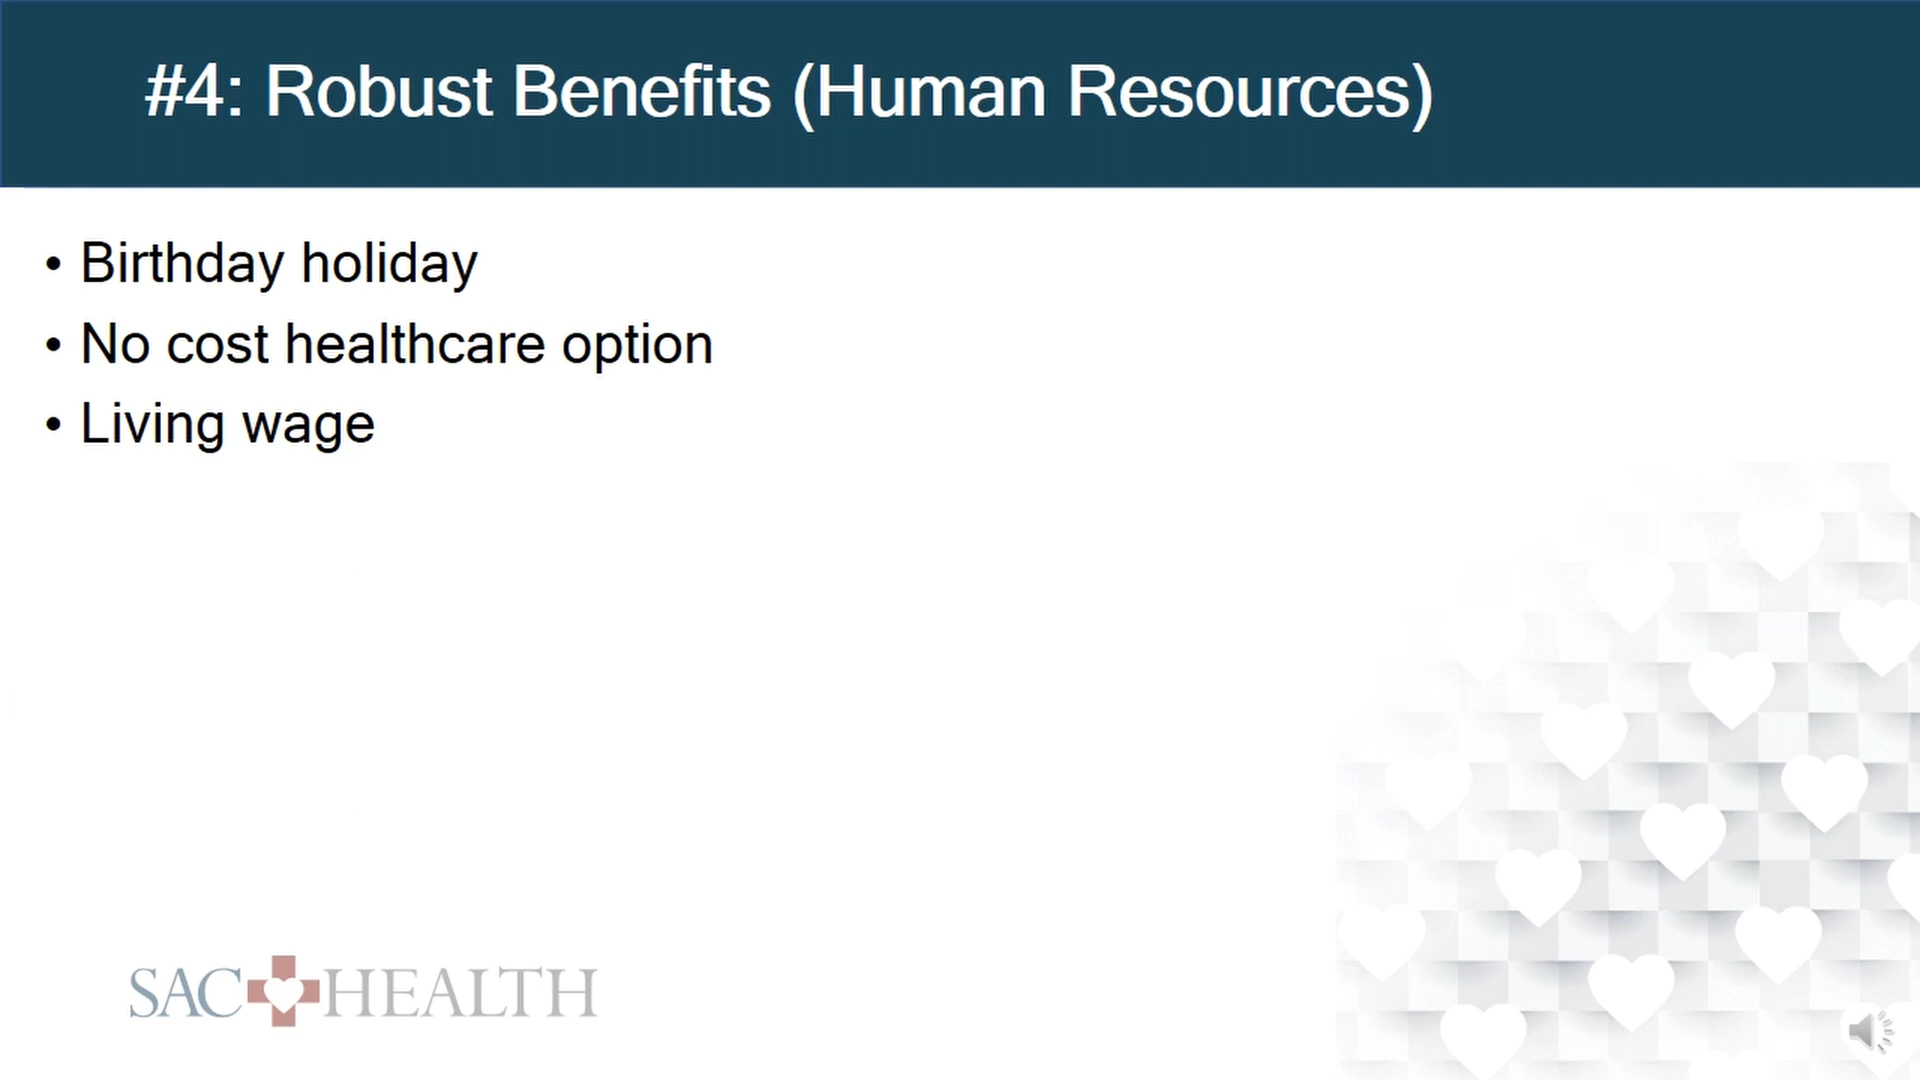 #4: Robust Benefits (Human Resources)
• Birthday holiday
• No cost healthcare option
• Living wage
SAC HEALTH